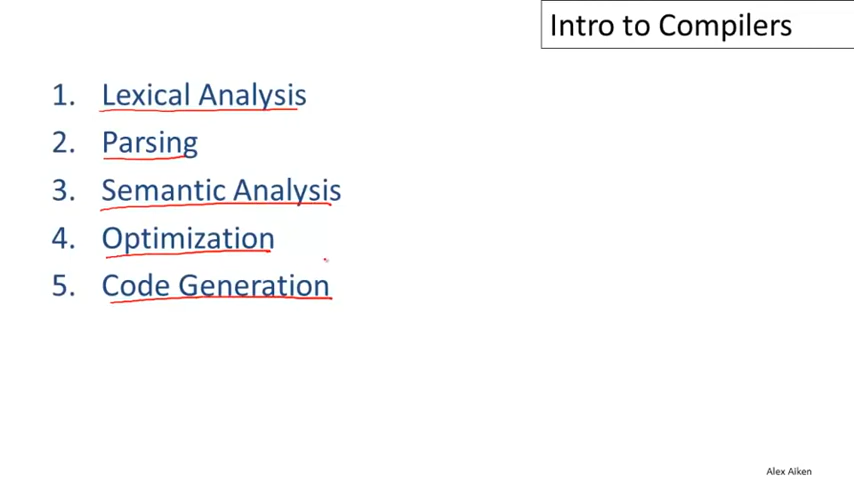 Intro to Compilers
1. Lexical Analysis
2. Parsing
3. Semantic Analysis
4. Optimization
5. Code Generation
Alex Aiken